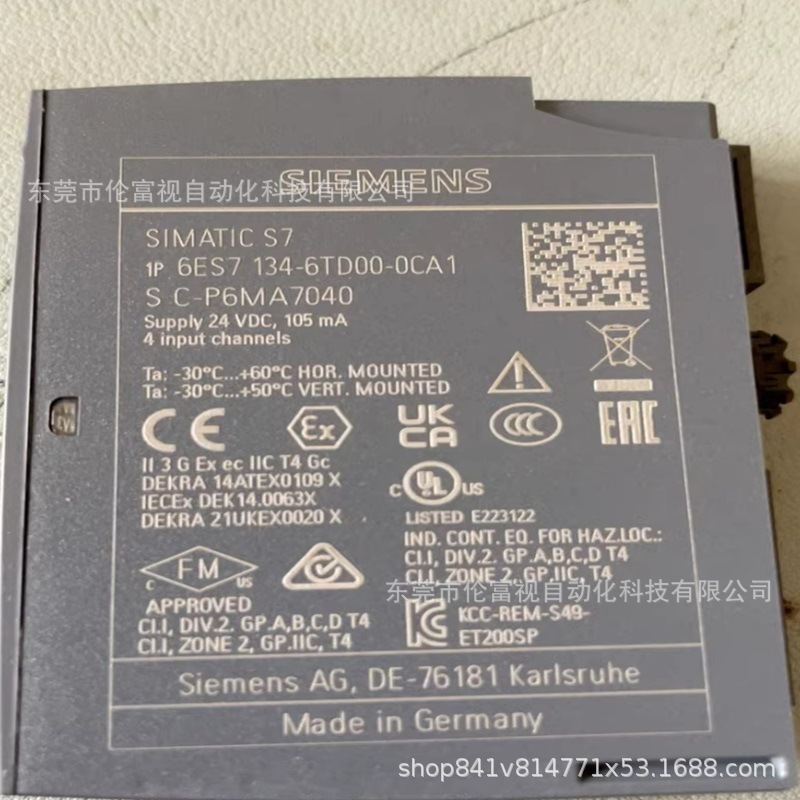 SIEMENS
东莞市伦富视自动化科技有限公司
SIMATIC S7
1P 6ES7 134-6TD00-0CA1
S C-P6MA7040
Supply 24 VDC, 105 mA
4 input channels
Ta: -30°C...+60°C HOR. MOUNTED
Ta: -30°C...+50°C VERT. MOUNTED
CE Ex UK CA CCC EAC
II 3 G Ex ec IIC T4 Gc
DEKRA 14ATEX0109 X
IECEx DEK14.0063X
DEKRA 21UKEX0020 X
C UL US
LISTED E223122
IND. CONT. EQ. FOR HAZ.LOC.:
CI.I, DIV.2. GP.A,B,C,D T4
CI.I, ZONE 2, GP.IIC, T4
C FM US
APPROVED
CI.I, DIV.2. GP.A,B,C,D T4
CI.I, ZONE 2, GP.IIC, T4
东莞市伦富视自动化科技有限公司
KCC-REM-S49-
ET200SP
Siemens AG, DE-76181 Karlsruhe
Made in Germany
shop841v814771x53.1688.com